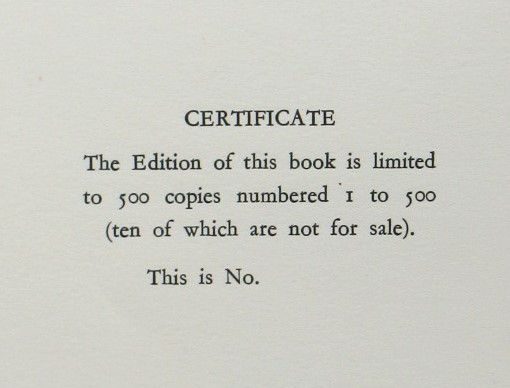 CERTIFICATE
The Edition of this book is limited
to 500 copies numbered 1 to 500
(ten of which are not for sale).
This is No.